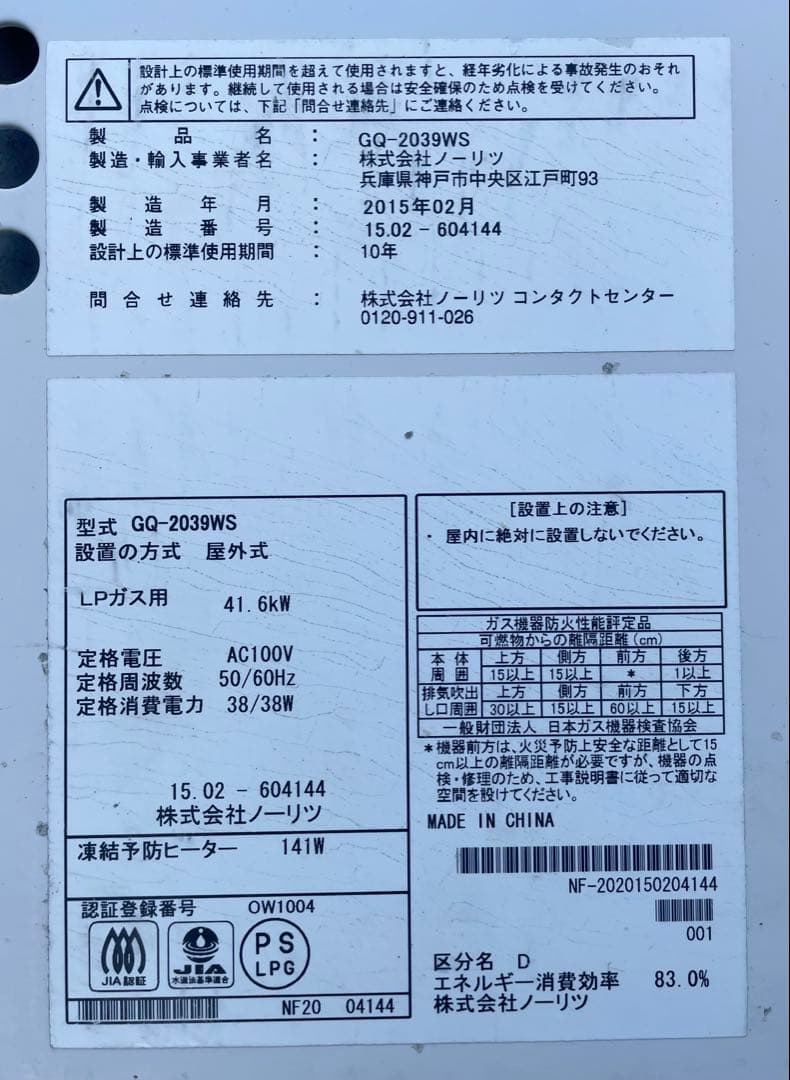 設計上の標準使用期間を超えて使用されますと、経年劣化による事故発生のおそれ
があります。継続して使用される場合は安全確保のため点検を受けてください。
点検については、下記「問合せ連絡先」にご連絡ください。
製品名 : GQ-2039WS
製造・輸入事業者名 : 株式会社ノーリツ
兵庫県神戸市中央区江戸町93
製造年月 : 2015年02月
製造番号 : 15.02 - 604144
設計上の標準使用期間 : 10年
問合せ連絡先 : 株式会社ノーリツ コンタクトセンター
0120-911-026
型式 GQ-2039WS
設置の方式 屋外式
LPガス用 41.6kW
定格電圧 AC100V
定格周波数 50/60Hz
定格消費電力 38/38W
15.02 - 604144
株式会社ノーリツ
凍結予防ヒーター 141W
認証登録番号 OW1004
JIA認証
JIA
水道法基準適合
PS
LPG
NF20 04144
[設置上の注意]
・ 屋内に絶対に設置しないでください。
ガス機器防火性能評定品
可燃物からの離隔距離(cm)
本体周囲 上方 側方 前方 後方
15以上 15以上 * 1以上
排気吹出し口周囲 上方 側方 前方 下方
30以上 15以上 60以上 15以上
一般財団法人 日本ガス機器検査協会
*機器前方は、火災予防上安全な距離として15
cm以上の離隔距離が必要ですが、機器の点
検・修理のため、工事説明書に従って適切な
空間を設けてください。
MADE IN CHINA
NF-2020150204144
001
区分名 D
エネルギー消費効率 83.0%
株式会社ノーリツ